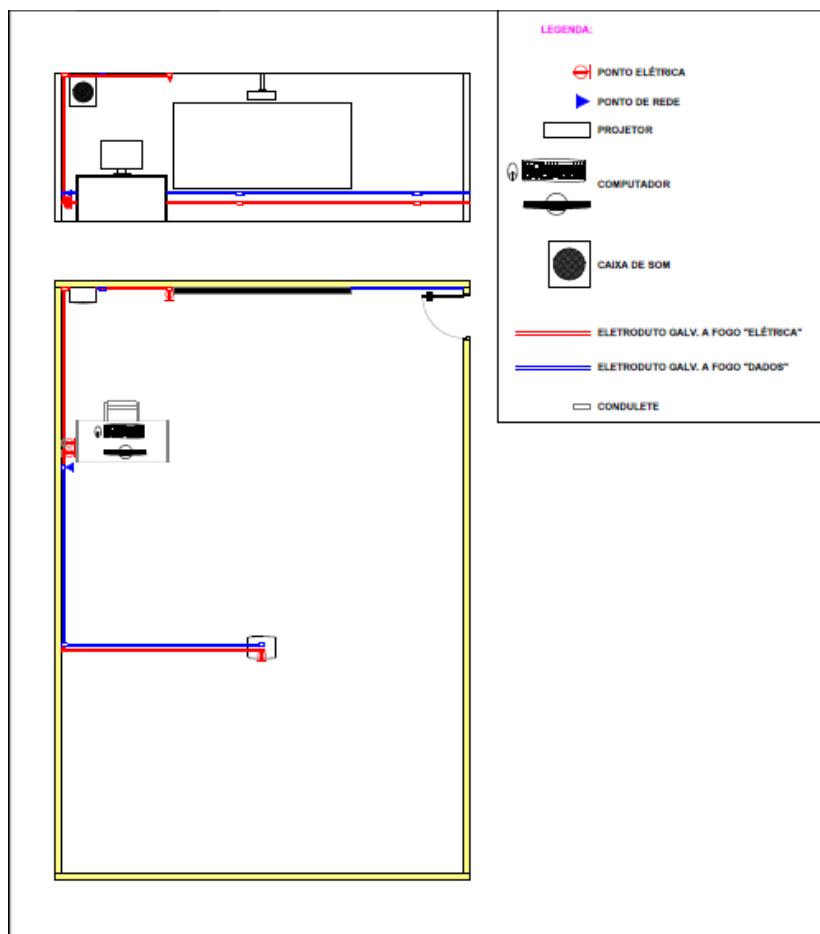 LEGENDA:
PONTO ELÉTRICA
PONTO DE REDE
PROJETOR
COMPUTADOR
CAIXA DE SOM
ELETRODUTO GALV. A FOGO "ELÉTRICA"
ELETRODUTO GALV. A FOGO "DADOS"
CONDULETE